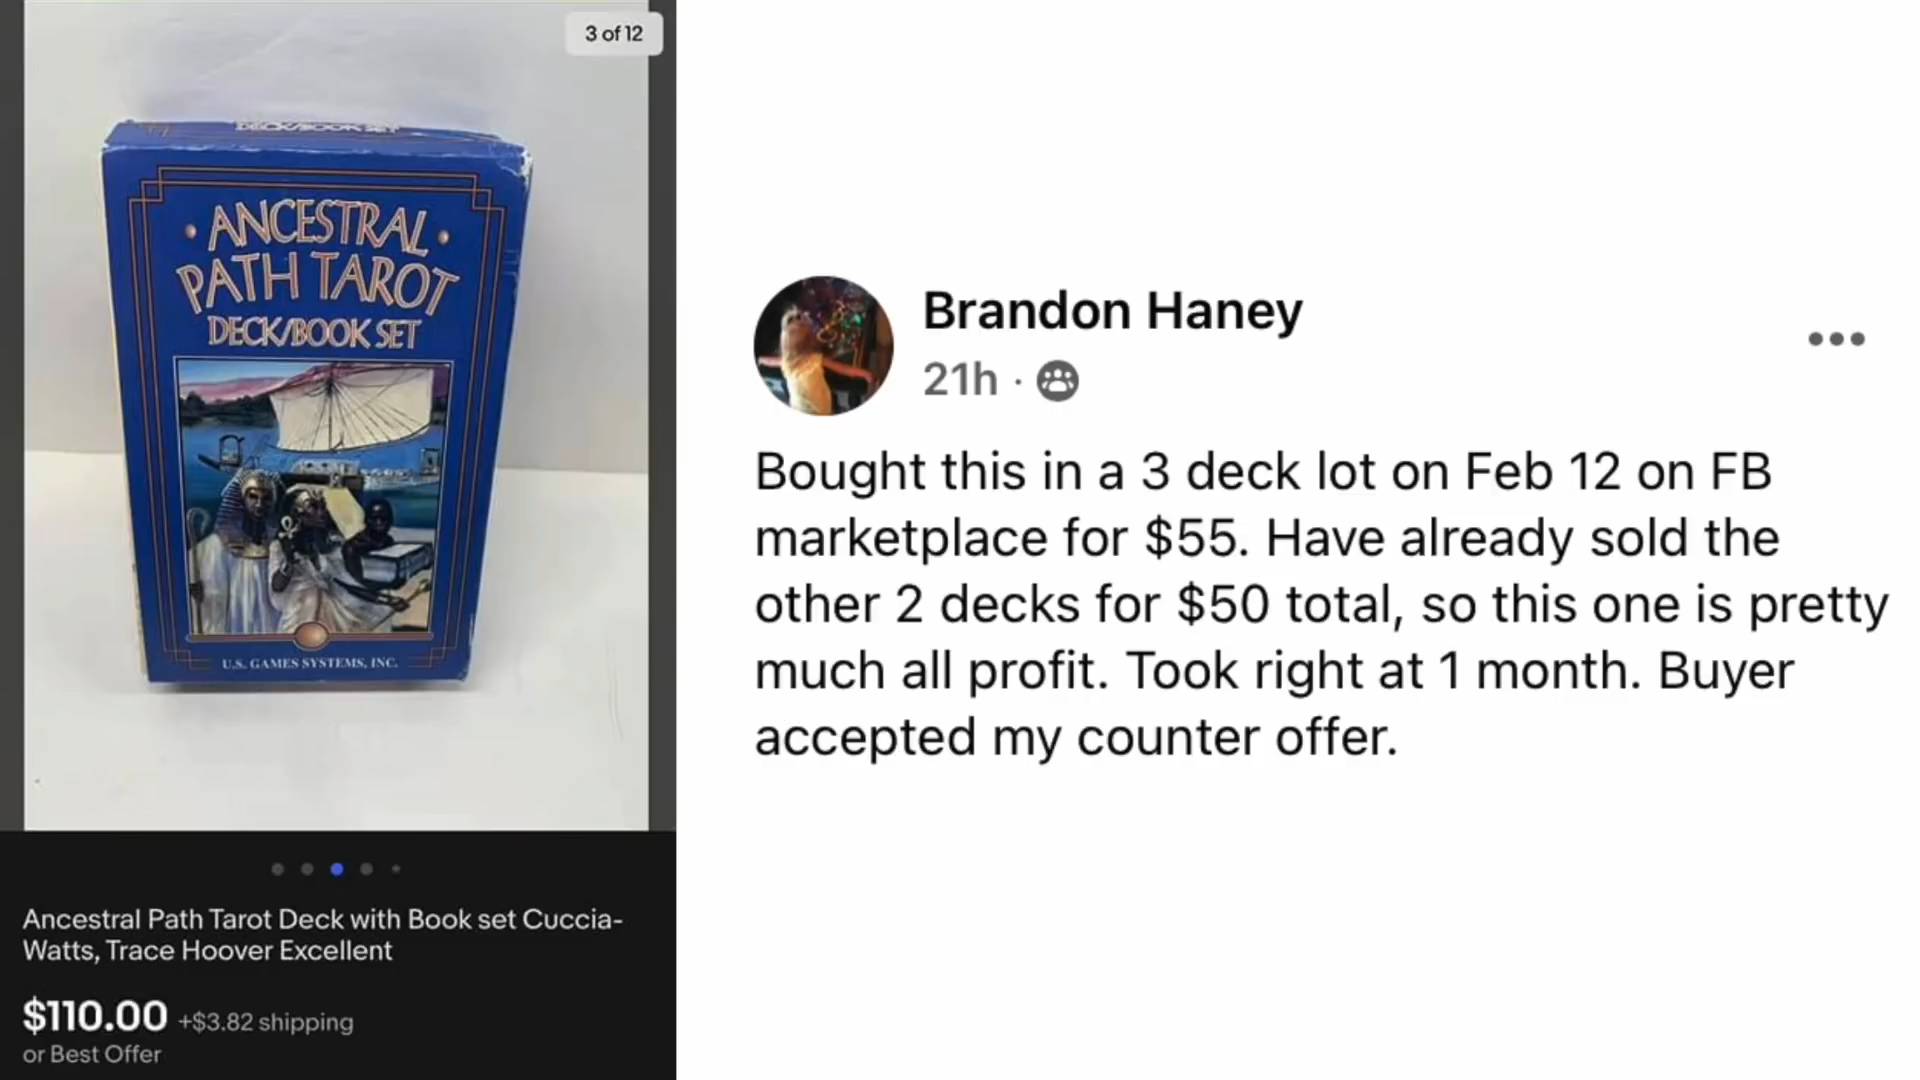 3 of 12
DECK/BOOK SET
ANCESTRAL
PATH TAROT
DECK/BOOK SET
U.S. GAMES SYSTEMS, INC.
Ancestral Path Tarot Deck with Book set Cuccia-
Watts, Trace Hoover Excellent
$110.00 +$3.82 shipping
or Best Offer
Brandon Haney
21h ·
Bought this in a 3 deck lot on Feb 12 on FB
marketplace for $55. Have already sold the
other 2 decks for $50 total, so this one is pretty
much all profit. Took right at 1 month. Buyer
accepted my counter offer.